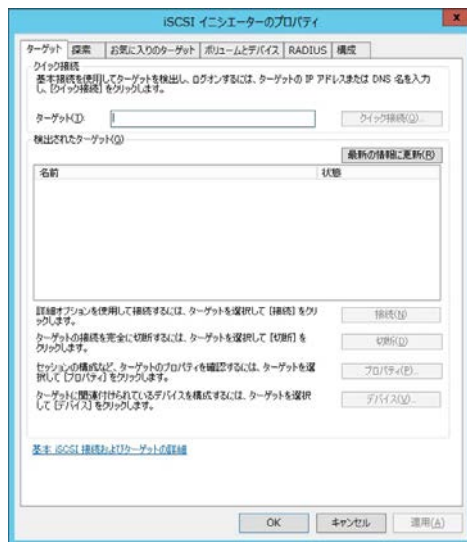 iSCSI イニシエーターのプロパティ
x
ターゲット 探索 お気に入りのターゲット ボリュームとデバイス RADIUS 構成
クイック接続
基本接続を使用してターゲットを検出し、ログオンするには、ターゲットの IP アドレスまたは DNS 名を入力
し、[クイック接続] をクリックします。
ターゲット(T): クイック接続(Q)...
検出されたターゲット(G)
最新の情報に更新(R)
名前 状態
詳細オプションを使用して接続するには、ターゲットを選択して [接続] をクリ
ックします。
接続(N)
ターゲットの接続を完全に切断するには、ターゲットを選択して [切断] を
クリックします。
切断(D)
セッションの構成など、ターゲットのプロパティを確認するには、ターゲットを選
択して [プロパティ] をクリックします。
プロパティ(P)...
ターゲットに関連付けられているデバイスを構成するには、ターゲットを選択
して [デバイス] をクリックします。
デバイス(V)...
基本 iSCSI 接続およびターゲットの詳細
OK キャンセル 適用(A)